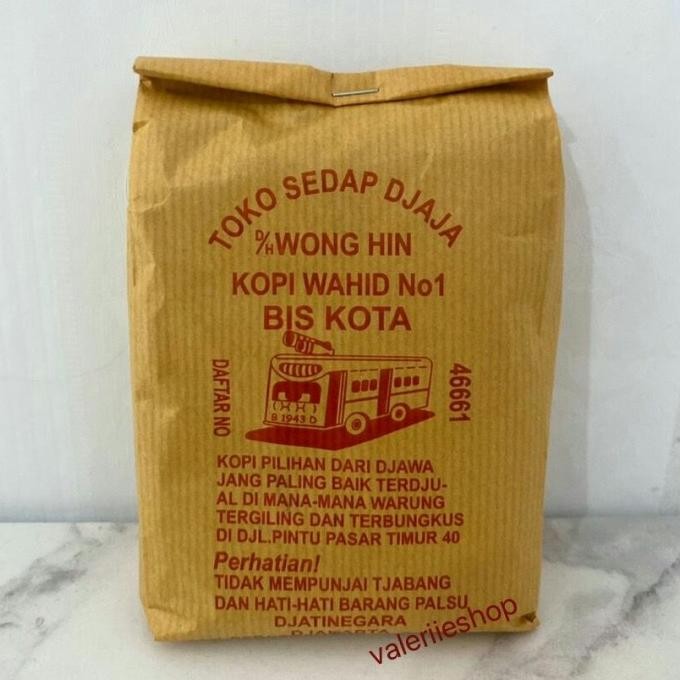 TOKO SEDAP DJAJA
D/H WONG HIN
KOPI WAHID No1
BIS KOTA
DAFTAR NO
46661
B 1943 D
KOPI PILIHAN DARI DJAWA
JANG PALING BAIK TERDJU-
AL DI MANA-MANA WARUNG
TERGILING DAN TERBUNGKUS
DI DJL.PINTU PASAR TIMUR 40
Perhatian!
TIDAK MEMPUNJAI TJABANG
DAN HATI-HATI BARANG PALSU
DJATINEGARA
DJAKARTA
valeriieshop